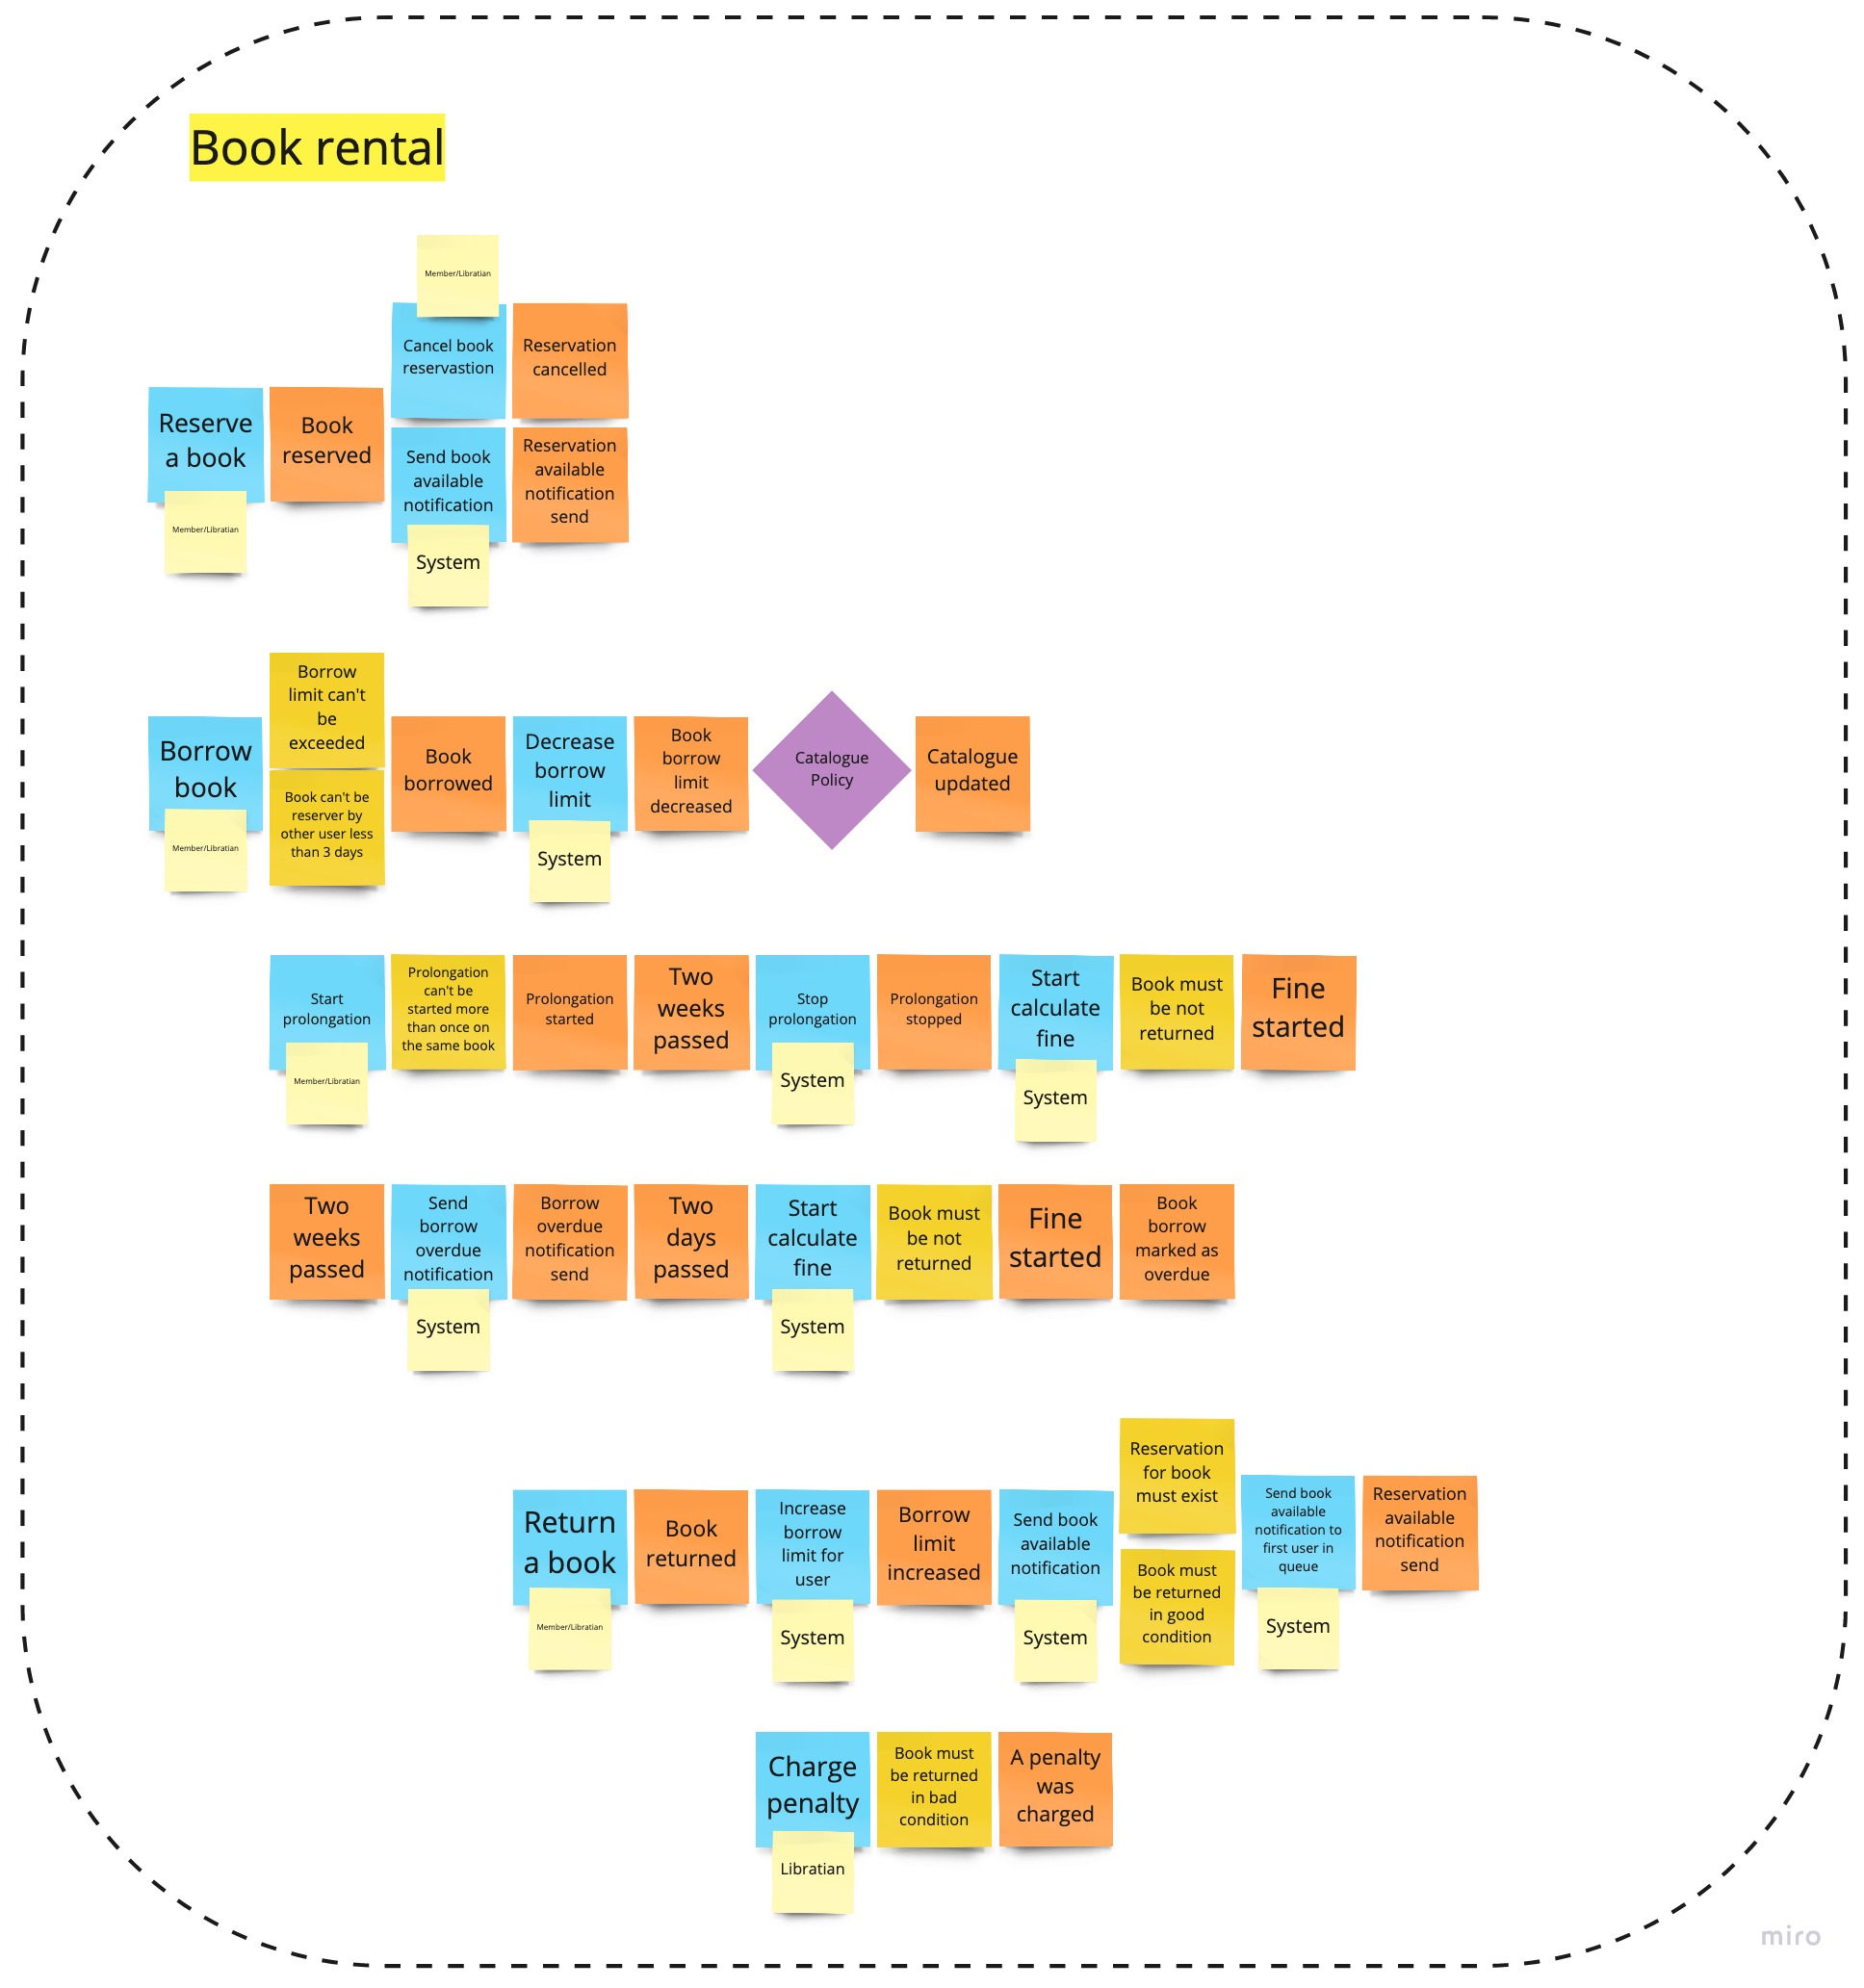 Book rental
Member/Libratian
Cancel book
reservastion
Reservation
cancelled
Reserve
a book
Member/Libratian
Book
reserved
Send book
available
notification
System
Reservation
available
notification
send
Borrow
book
Member/Libratian
Borrow
limit can't
be
exceeded
Book can't be
reserver by
other user less
than 3 days
Book
borrowed
Decrease
borrow
limit
System
Book
borrow
limit
decreased
Catalogue
Policy
Catalogue
updated
Start
prolongation
Member/Libratian
Prolongation
can't be
started more
than once on
the same book
Prolongation
started
Two
weeks
passed
Stop
prolongation
System
Prolongation
stopped
Start
calculate
fine
System
Book must
be not
returned
Fine
started
Two
weeks
passed
Send
borrow
overdue
notification
System
Borrow
overdue
notification
send
Two
days
passed
Start
calculate
fine
System
Book must
be not
returned
Fine
started
Book
borrow
marked as
overdue
Return
a book
Member/Libratian
Book
returned
Increase
borrow
limit for
user
System
Borrow
limit
increased
Send book
available
notification
System
Reservation
for book
must exist
Book must
be returned
in good
condition
Send book
available
notification to
first user in
queue
System
Reservation
available
notification
send
Charge
penalty
Libratian
Book must
be returned
in bad
condition
A penalty
was
charged
miro